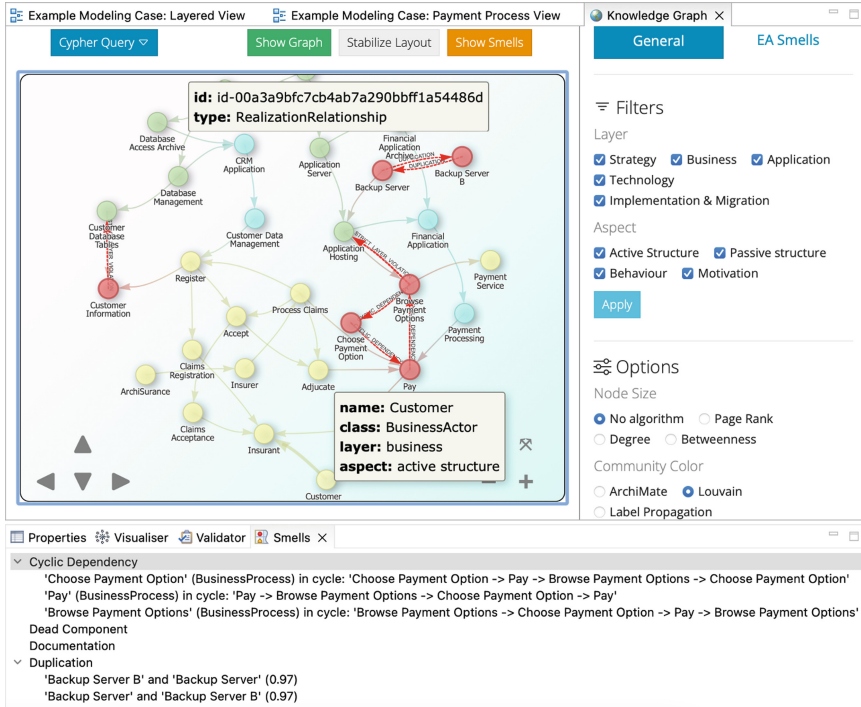 Example Modeling Case: Layered View
Example Modeling Case: Payment Process View
Knowledge Graph
Cypher Query
Show Graph
Stabilize Layout
Show Smells
General
EA Smells
id: id-00a3a9bfc7cb4ab7a290bbff1a54486d
type: RealizationRelationship
Database
Access Archive
CRM
Application
Application
Server
Financial
Application
Archive
DUPLICATION
DUPLICATION
Backup Server
Backup Server
B
Database
Management
Customer
Database
Tables
Customer Data
Management
Application
Hosting
Financial
Application
STRICT_LAYER_VIOLATION
Register
Customer
Information
Process Claims
Browse
Payment
Options
Payment
Service
Accept
Choose
Payment
Option
Payment
Processing
Claims
Registration
ArchiSurance
Insurer
Adjucate
Pay
Claims
Acceptance
Insurant
Customer
name: Customer
class: BusinessActor
layer: business
aspect: active structure
Filters
Layer
Strategy
Business
Application
Technology
Implementation & Migration
Aspect
Active Structure
Passive structure
Behaviour
Motivation
Apply
Options
Node Size
No algorithm
Page Rank
Degree
Betweenness
Community Color
ArchiMate
Louvain
Label Propagation
Properties
Visualiser
Validator
Smells
Cyclic Dependency
'Choose Payment Option' (BusinessProcess) in cycle: 'Choose Payment Option -> Pay -> Browse Payment Options -> Choose Payment Option'
'Pay' (BusinessProcess) in cycle: 'Pay -> Browse Payment Options -> Choose Payment Option -> Pay'
'Browse Payment Options' (BusinessProcess) in cycle: 'Browse Payment Options -> Choose Payment Option -> Pay -> Browse Payment Options'
Dead Component
Documentation
Duplication
'Backup Server B' and 'Backup Server' (0.97)
'Backup Server' and 'Backup Server B' (0.97)